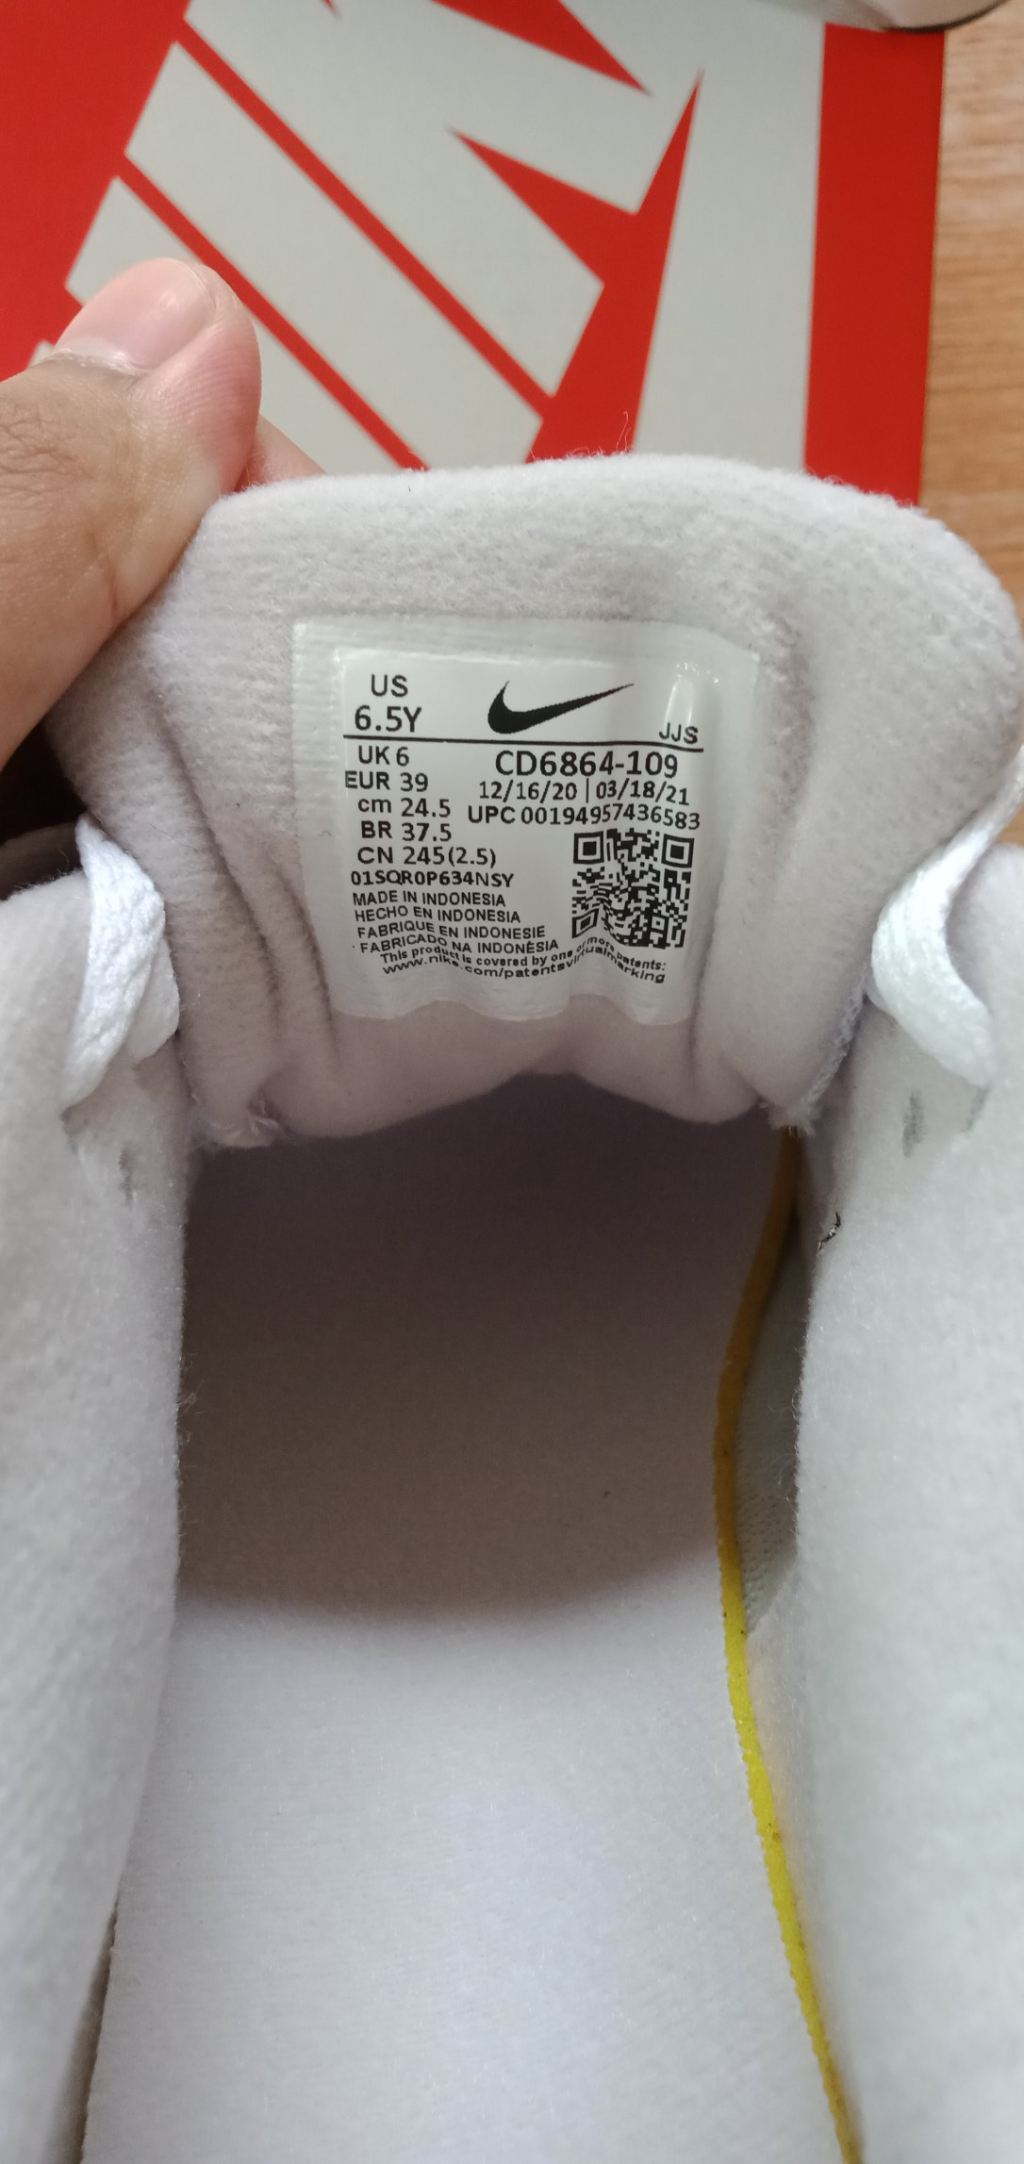 US
6.5Y
JJS
UK 6
EUR 39
cm 24.5
BR 37.5
CN 245(2.5)
CD6864-109
12/16/20 | 03/18/21
UPC 00194957436583
01SQR0P634NSY
MADE IN INDONESIA
HECHO EN INDONESIA
FABRIQUE EN INDONESIE
FABRICADO NA INDONÈSIA
This product is covered by one or more patents:
www.nike.com/patentsvirtualmarking